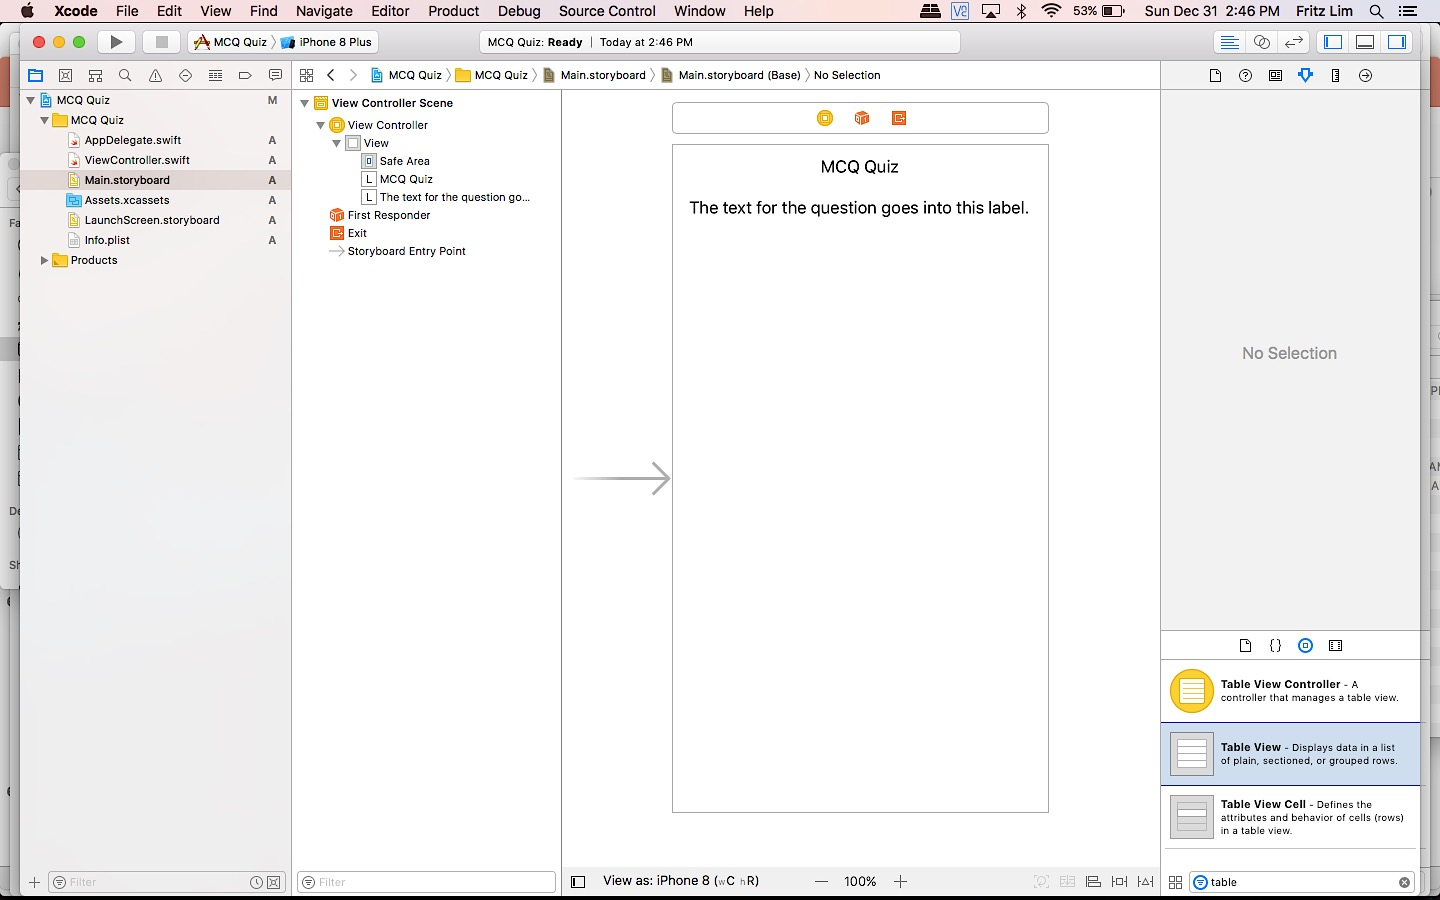 Xcode File Edit View Find Navigate Editor Product Debug Source Control Window Help 53% Sun Dec 31 2:46 PM Fritz Lim
MCQ Quiz iPhone 8 Plus MCQ Quiz: Ready | Today at 2:46 PM
MCQ Quiz MCQ Quiz Main.storyboard Main.storyboard (Base) No Selection
MCQ Quiz M
MCQ Quiz
AppDelegate.swift A
ViewController.swift A
Main.storyboard A
Assets.xcassets A
LaunchScreen.storyboard A
Info.plist A
Products
Filter
View Controller Scene
View Controller
View
Safe Area
L MCQ Quiz
L The text for the question go...
First Responder
Exit
Storyboard Entry Point
Filter
MCQ Quiz
The text for the question goes into this label.
View as: iPhone 8 (wC hR) — 100% +
No Selection
{}
Table View Controller - A
controller that manages a table view.
Table View - Displays data in a list
of plain, sectioned, or grouped rows.
Table View Cell - Defines the
attributes and behavior of cells (rows)
in a table view.
table